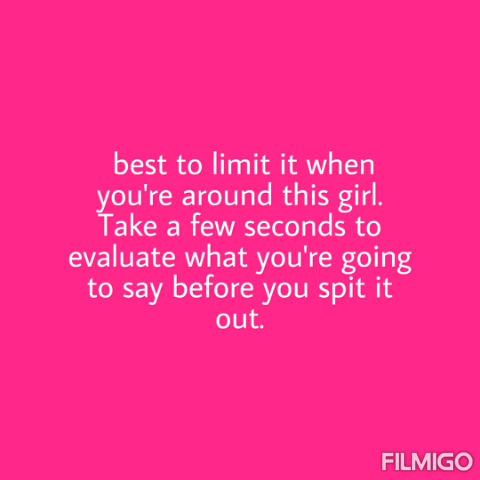 best to limit it when
you're around this girl.
Take a few seconds to
evaluate what you're going
to say before you spit it
out.
FILMIGO